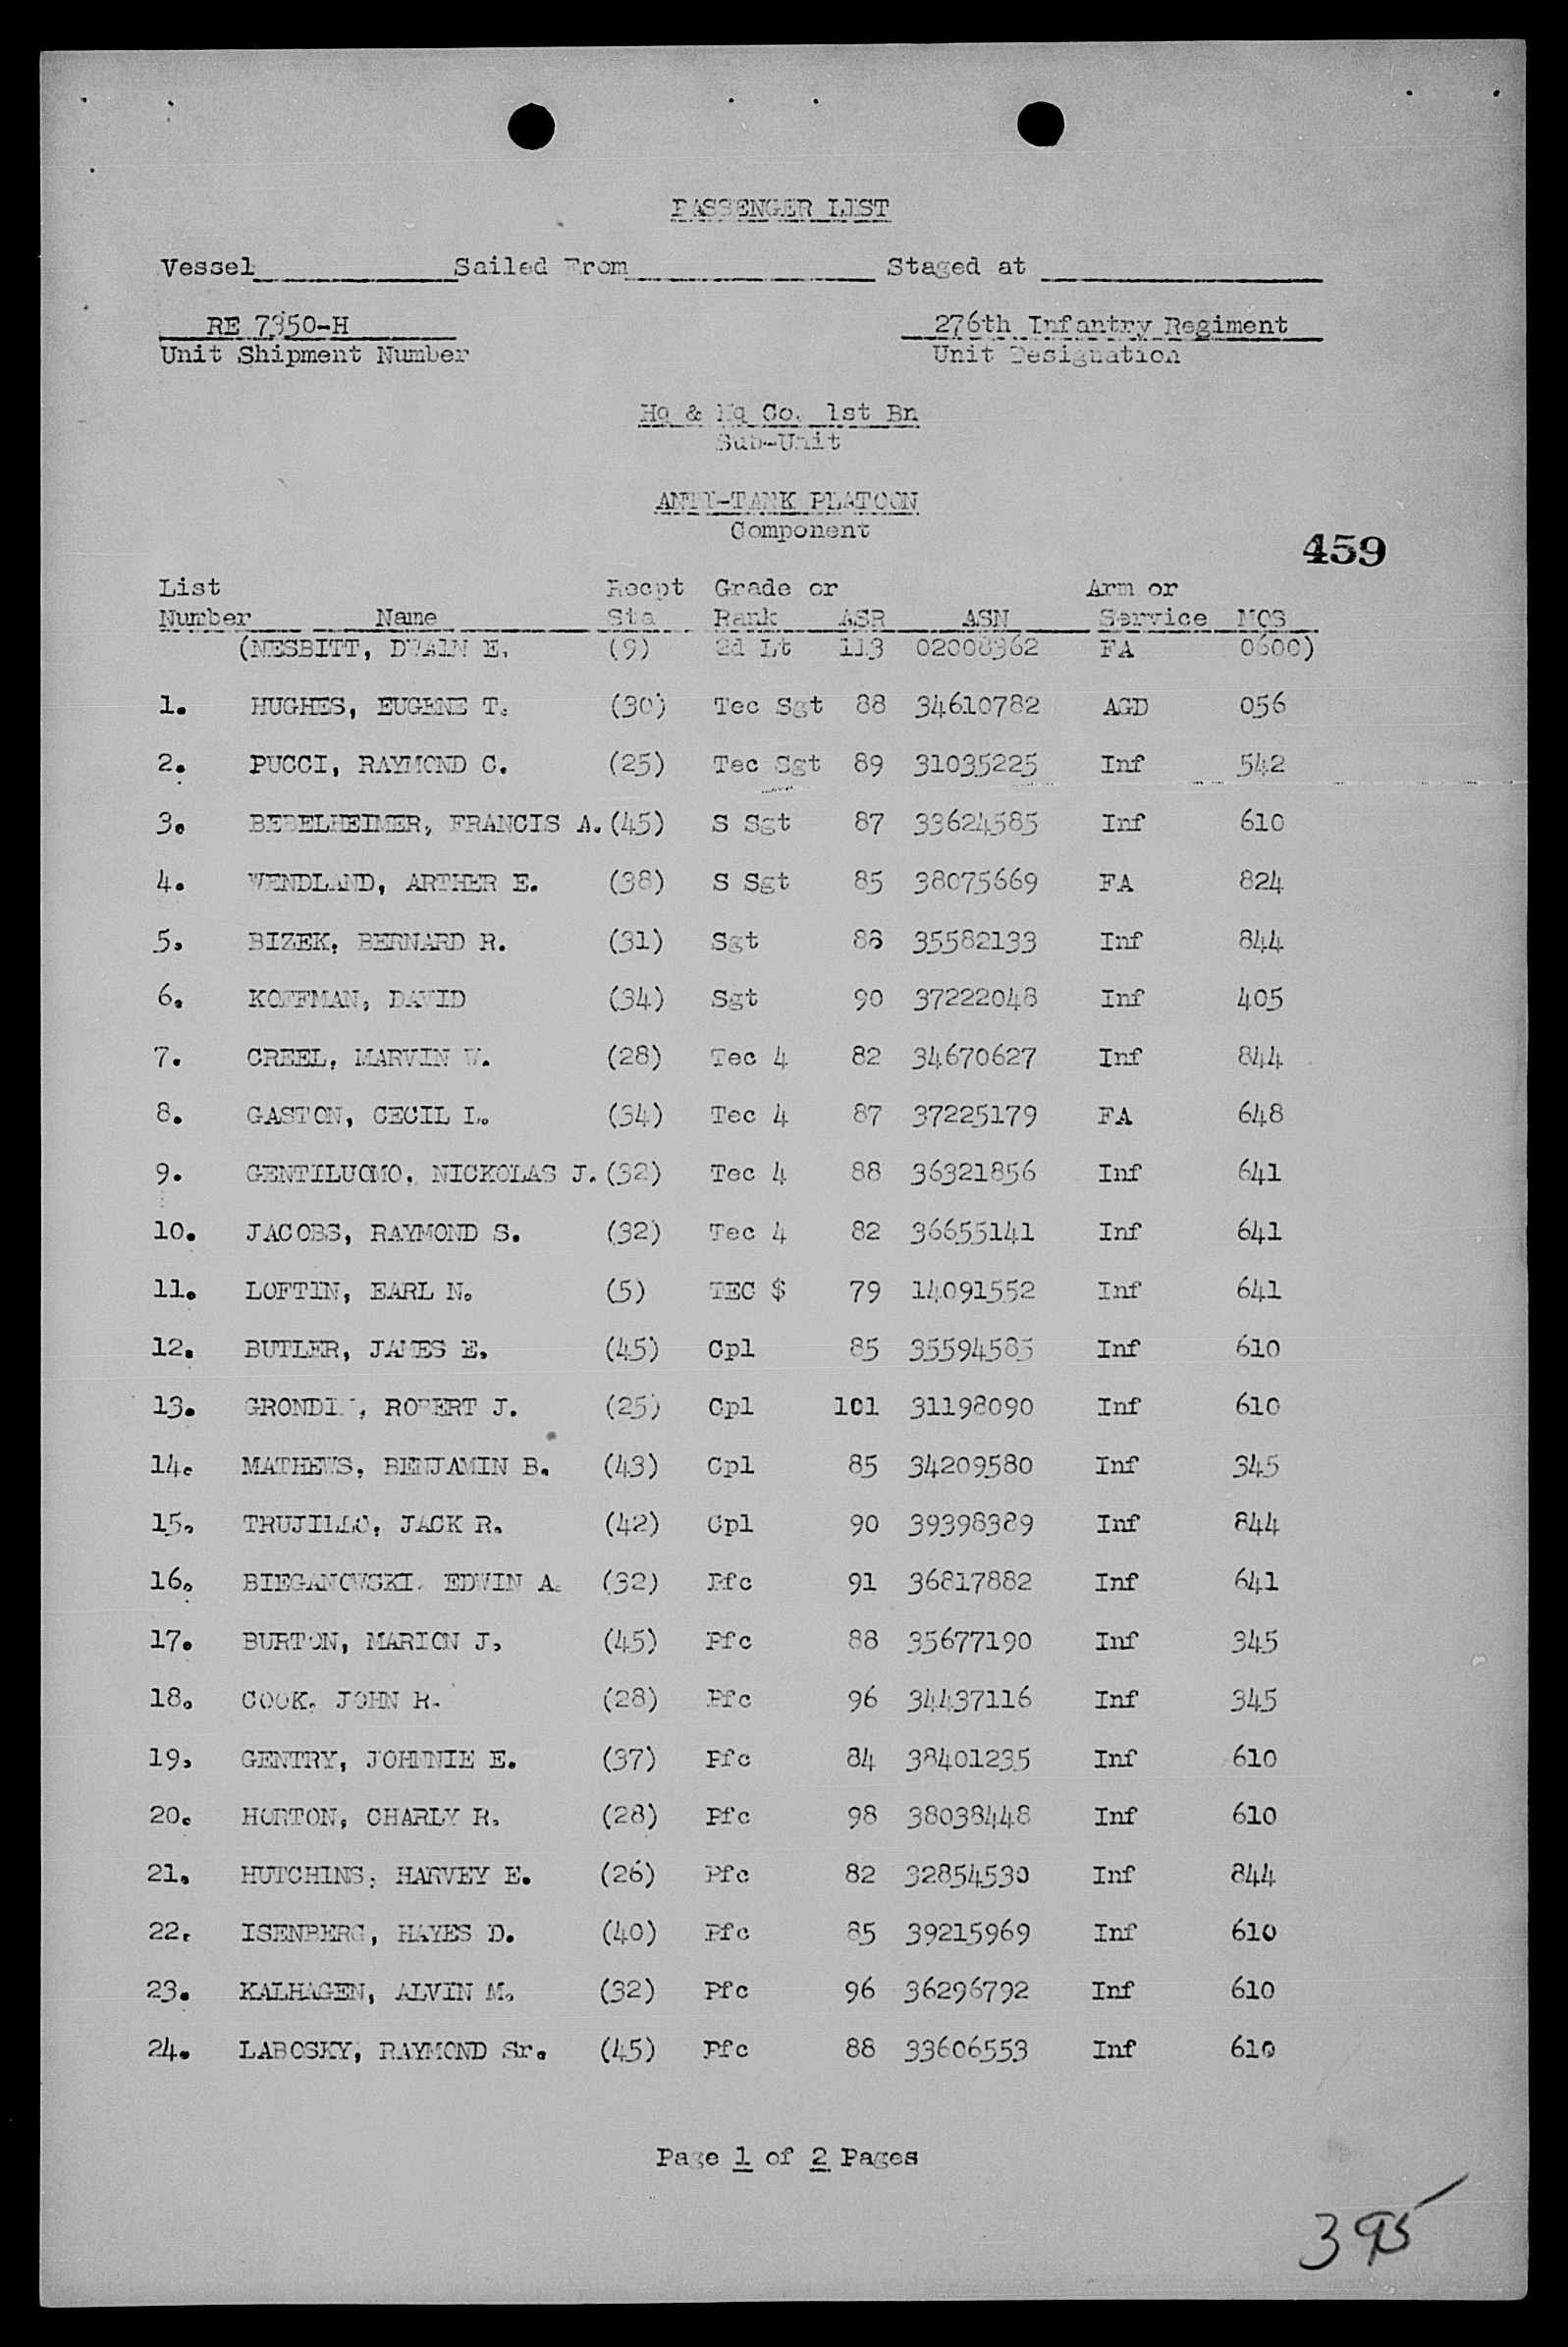 PASSENGER LIST
Vessel Sailed From Staged at
RE 7350-H 276th Infantry Regiment
Unit Shipment Number Unit Designation
Hq & Hq Co. 1st Bn
Sub-Unit
ANTI-TANK PLATOON
Component
459
List Recpt Grade or Arm or
Number Name Sta Rank ASR ASN Service MOS
(NESBITT, DWAIN E. (9) 2d Lt 113 02008362 FA 0600)
1. HUGHES, EUGENE T. (30) Tec Sgt 88 34610782 AGD 056
2. PUCCI, RAYMOND C. (25) Tec Sgt 89 31035225 Inf 542
3. BEBELHEIMER, FRANCIS A. (45) S Sgt 87 33624585 Inf 610
4. WENDLAND, ARTHER E. (38) S Sgt 85 38075669 FA 824
5. BIZEK, BERNARD R. (31) Sgt 88 35582133 Inf 844
6. KOFFMAN, DAVID (34) Sgt 90 37222048 Inf 405
7. CREEL, MARVIN W. (28) Tec 4 82 34670627 Inf 844
8. GASTON, CECIL L. (34) Tec 4 87 37225179 FA 648
9. GENTILUOMO, NICKOLAS J. (32) Tec 4 88 36321856 Inf 641
10. JACOBS, RAYMOND S. (32) Tec 4 82 36655141 Inf 641
11. LOFTIN, EARL N. (5) TEC $ 79 14091552 Inf 641
12. BUTLER, JAMES E. (45) Cpl 85 35594585 Inf 610
13. GRONDIN, ROBERT J. (25) Cpl 101 31198090 Inf 610
14. MATHEWS, BENJAMIN B. (43) Cpl 85 34209580 Inf 345
15. TRUJILLO, JACK R. (42) Cpl 90 39398389 Inf 844
16. BIEGANOWSKI, EDWIN A. (32) Pfc 91 36817882 Inf 641
17. BURTON, MARION J. (45) Pfc 88 35677190 Inf 345
18. COOK, JOHN R. (28) Pfc 96 34437116 Inf 345
19. GENTRY, JOHNNIE E. (37) Pfc 84 38401235 Inf 610
20. HORTON, CHARLY R. (28) Pfc 98 38038448 Inf 610
21. HUTCHINS, HARVEY E. (26) Pfc 82 32854530 Inf 844
22. ISENBERG, HAYES D. (40) Pfc 85 39215969 Inf 610
23. KALHAGEN, ALVIN M. (32) Pfc 96 36296792 Inf 610
24. LABOSKY, RAYMOND Sr. (45) Pfc 88 33606553 Inf 610
Page 1 of 2 Pages
395